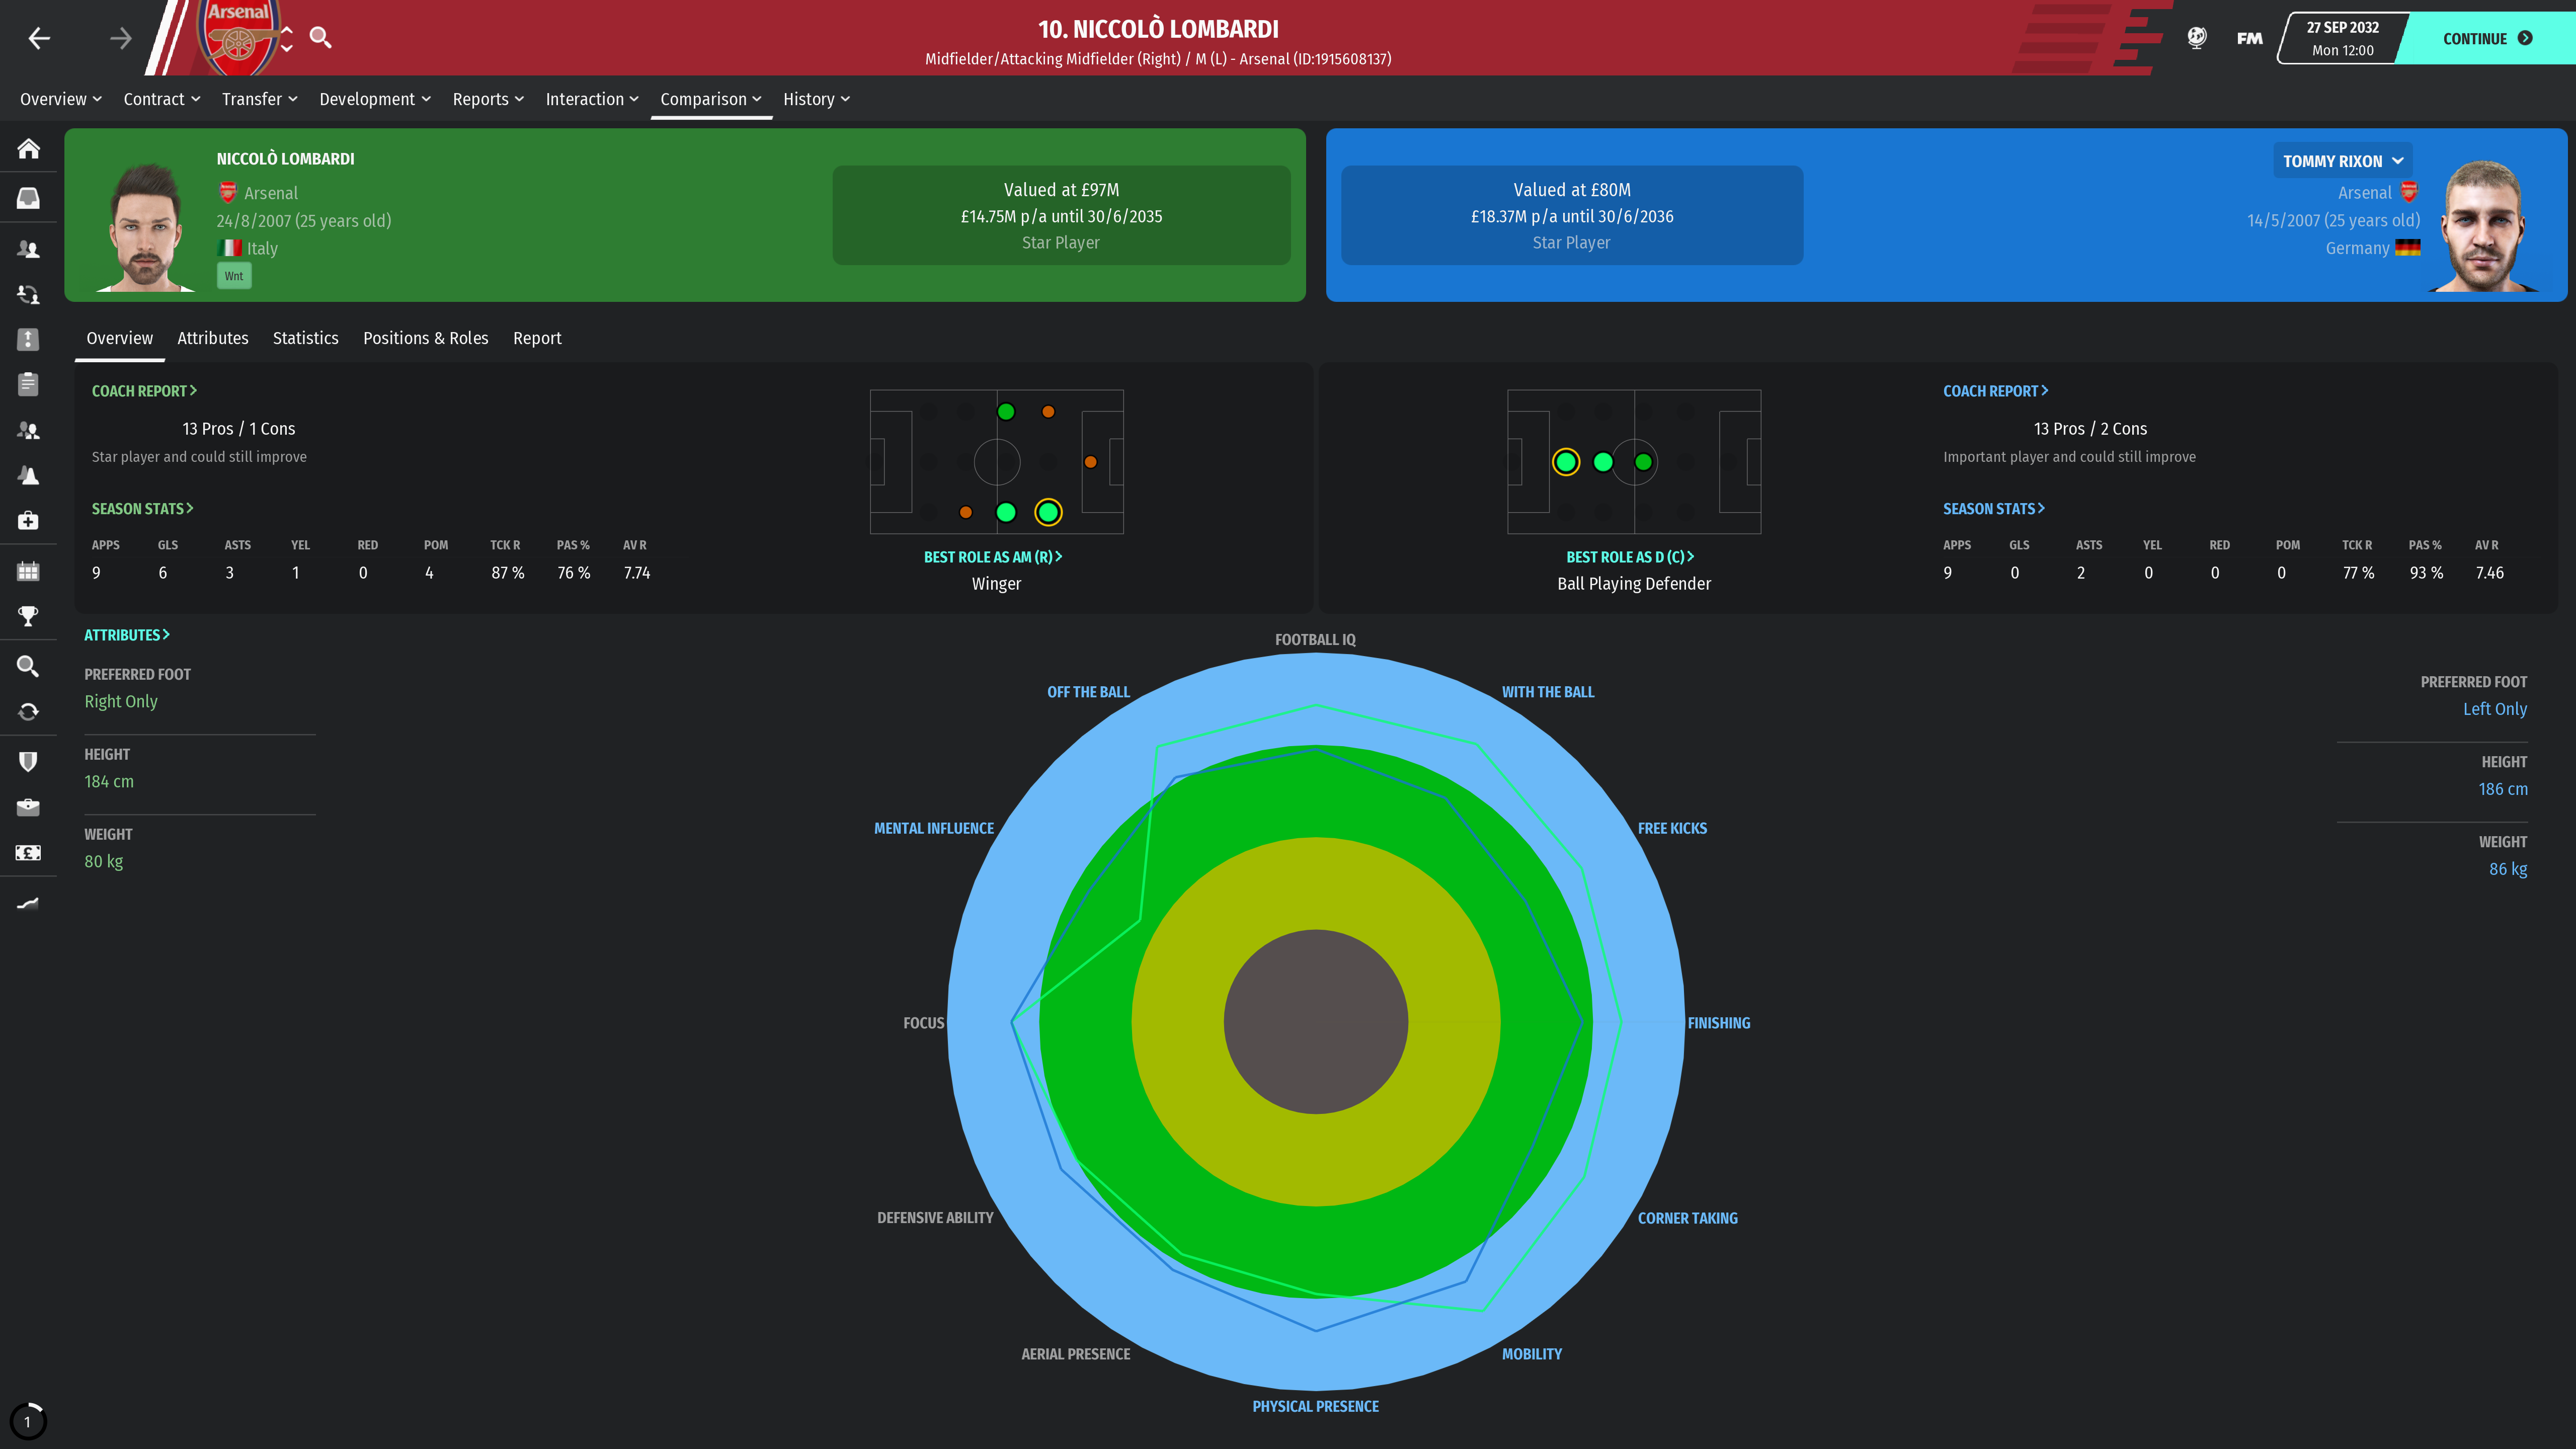 Arsenal
10. NICCOLÒ LOMBARDI
Midfielder/Attacking Midfielder (Right) / M (L) - Arsenal (ID:1915608137)
FM
27 SEP 2032
Mon 12:00
CONTINUE
Overview
Contract
Transfer
Development
Reports
Interaction
Comparison
History
NICCOLÒ LOMBARDI
Arsenal
24/8/2007 (25 years old)
Italy
Wnt
Valued at £97M
£14.75M p/a until 30/6/2035
Star Player
Valued at £80M
£18.37M p/a until 30/6/2036
Star Player
TOMMY RIXON
Arsenal
14/5/2007 (25 years old)
Germany
Overview
Attributes
Statistics
Positions & Roles
Report
COACH REPORT
13 Pros / 1 Cons
Star player and could still improve
SEASON STATS
APPS GLS ASTS YEL RED POM TCK R PAS % AV R
9 6 3 1 0 4 87 % 76 % 7.74
BEST ROLE AS AM (R)
Winger
BEST ROLE AS D (C)
Ball Playing Defender
COACH REPORT
13 Pros / 2 Cons
Important player and could still improve
SEASON STATS
APPS GLS ASTS YEL RED POM TCK R PAS % AV R
9 0 2 0 0 0 77 % 93 % 7.46
ATTRIBUTES
PREFERRED FOOT
Right Only
HEIGHT
184 cm
WEIGHT
80 kg
FOOTBALL IQ
OFF THE BALL
WITH THE BALL
MENTAL INFLUENCE
FREE KICKS
FOCUS
FINISHING
DEFENSIVE ABILITY
CORNER TAKING
AERIAL PRESENCE
MOBILITY
PHYSICAL PRESENCE
PREFERRED FOOT
Left Only
HEIGHT
186 cm
WEIGHT
86 kg
1